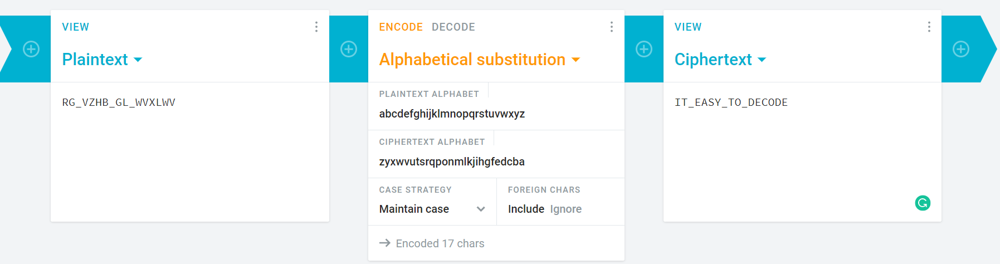 VIEW
Plaintext
RG_VZHB_GL_WVXLWV
ENCODE DECODE
Alphabetical substitution
PLAINTEXT ALPHABET
abcdefghijklmnopqrstuvwxyz
CIPHERTEXT ALPHABET
zyxwvutsrqponmlkjihgfedcba
CASE STRATEGY
Maintain case
FOREIGN CHARS
Include Ignore
→ Encoded 17 chars
VIEW
Ciphertext
IT_EASY_TO_DECODE